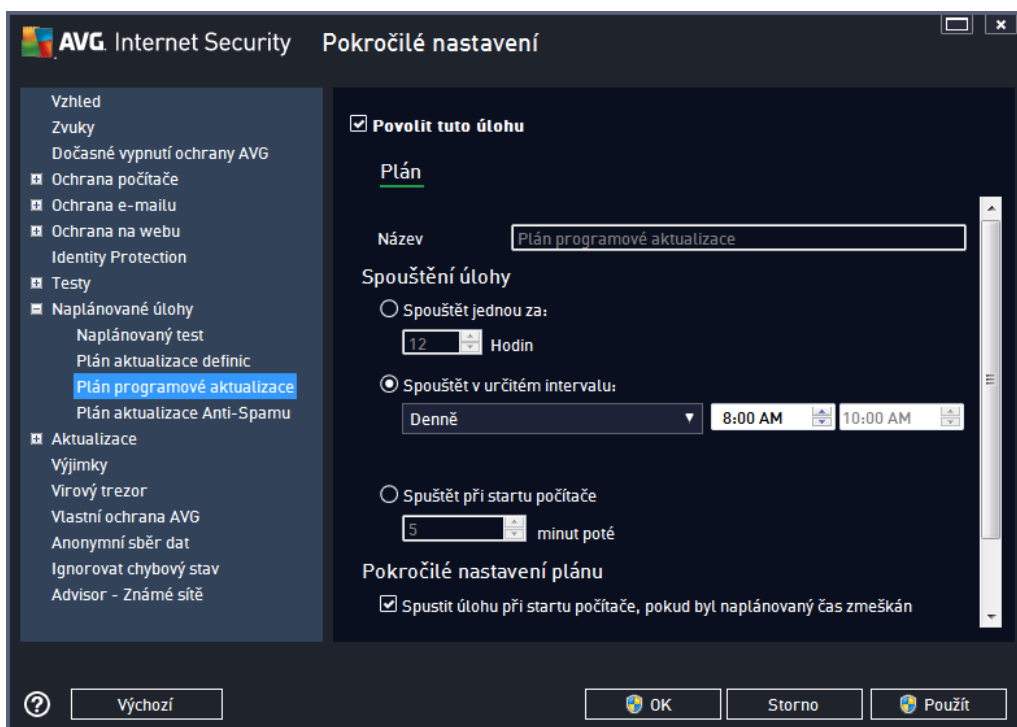 AVG. Internet Security Pokročilé nastavení
Vzhled
Zvuky
Dočasné vypnutí ochrany AVG
Ochrana počítače
Ochrana e-mailu
Ochrana na webu
Identity Protection
Testy
Naplánované úlohy
Naplánovaný test
Plán aktualizace definic
Plán programové aktualizace
Plán aktualizace Anti-Spamu
Aktualizace
Výjimky
Virový trezor
Vlastní ochrana AVG
Anonymní sběr dat
Ignorovat chybový stav
Advisor - Známé sítě
Povolit tuto úlohu
Plán
Název Plán programové aktualizace
Spouštění úlohy
Spouštět jednou za:
12 Hodin
Spouštět v určitém intervalu:
Denně 8:00 AM 10:00 AM
Spuštět při startu počítače
5 minut poté
Pokročilé nastavení plánu
Spustit úlohu při startu počítače, pokud byl naplánovaný čas zmeškán
? Výchozí OK Storno Použít